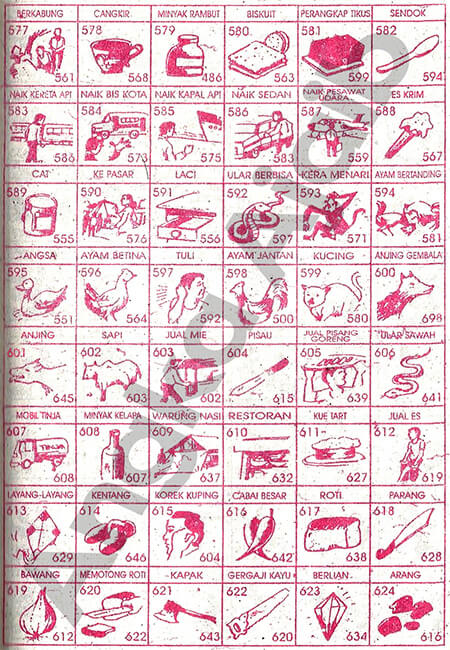 BERKABUNG CANGKIR MINYAK RAMBUT BISKUIT PERANGKAP TIKUS SENDOK
577 578 579 580 581 582
561 568 486 563 599 594
NAIK KERETA API NAIK BIS KOTA NAIK KAPAL API NAIK SEDAN NAIK PESAWAT UDARA ES KRIM
583 584 585 586 587 588
586 573 575 583 559 567
CAT KE PASAR LACI ULAR BERBISA KERA MENARI AYAM BERTANDING
589 590 591 592 593 594
555 576 556 597 571 581
ANGSA AYAM BETINA TULI AYAM JANTAN KUCING ANJING GEMBALA
595 596 597 598 599 600
551 564 592 500 580 698
ANJING SAPI JUAL MIE PISAU JUAL PISANG GORENG ULAR SAWAH
601 602 603 604 605 606
645 603 602 615 639 641
MOBIL TINJA MINYAK KELAPA WARUNG NASI RESTORAN KUE TART JUAL ES
607 608 609 610 611 612
TINJA
608 607 637 632 627 619
LAYANG-LAYANG KENTANG KOREK KUPING CABAI BESAR ROTI PARANG
613 614 615 616 617 618
629 646 604 642 638 628
BAWANG MEMOTONG ROTI KAPAK GERGAJI KAYU BERLIAN ARANG
619 620 621 622 623 624
612 622 643 620 634 616